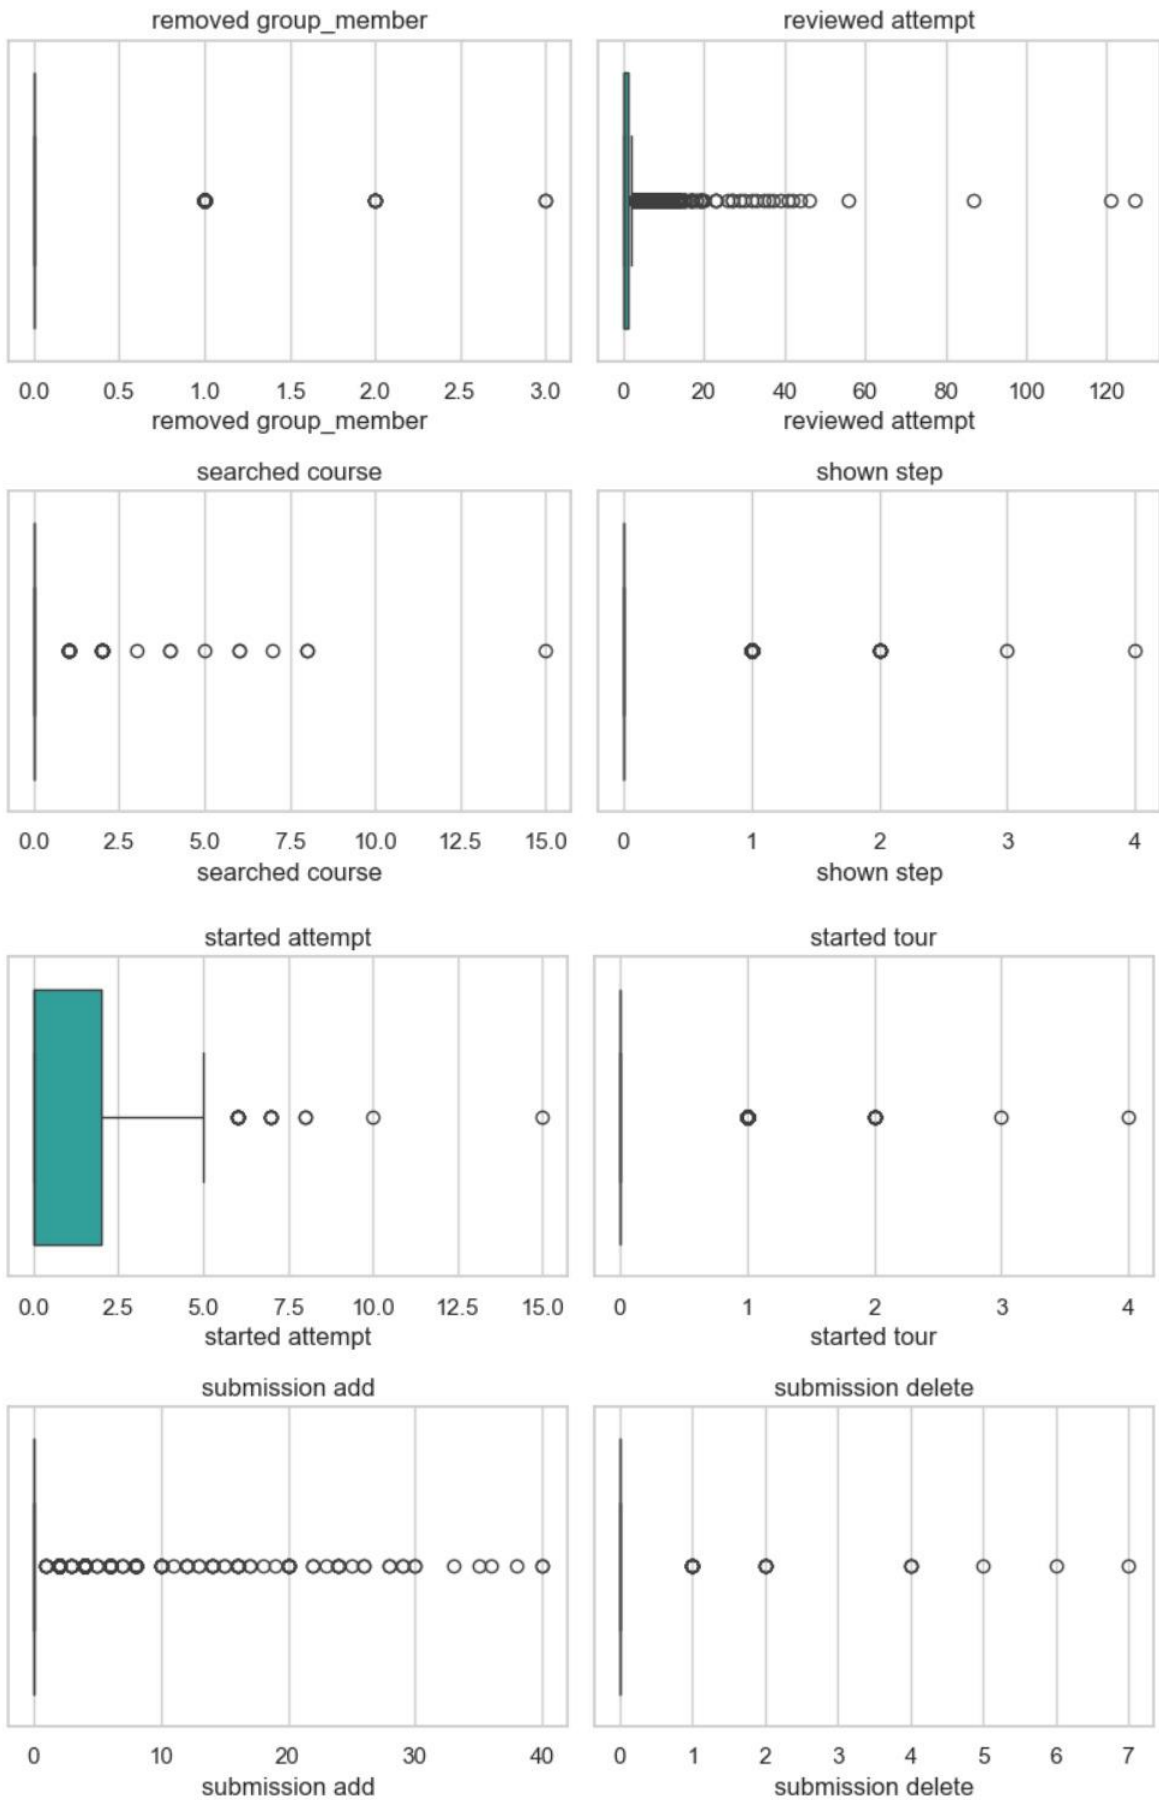 removed group_member
reviewed attempt
0.0 0.5 1.0 1.5 2.0 2.5 3.0
removed group_member
0 20 40 60 80 100 120
reviewed attempt
searched course
shown step
0.0 2.5 5.0 7.5 10.0 12.5 15.0
searched course
0 1 2 3 4
shown step
started attempt
started tour
0.0 2.5 5.0 7.5 10.0 12.5 15.0
started attempt
0 1 2 3 4
started tour
submission add
submission delete
0 10 20 30 40
submission add
0 1 2 3 4 5 6 7
submission delete